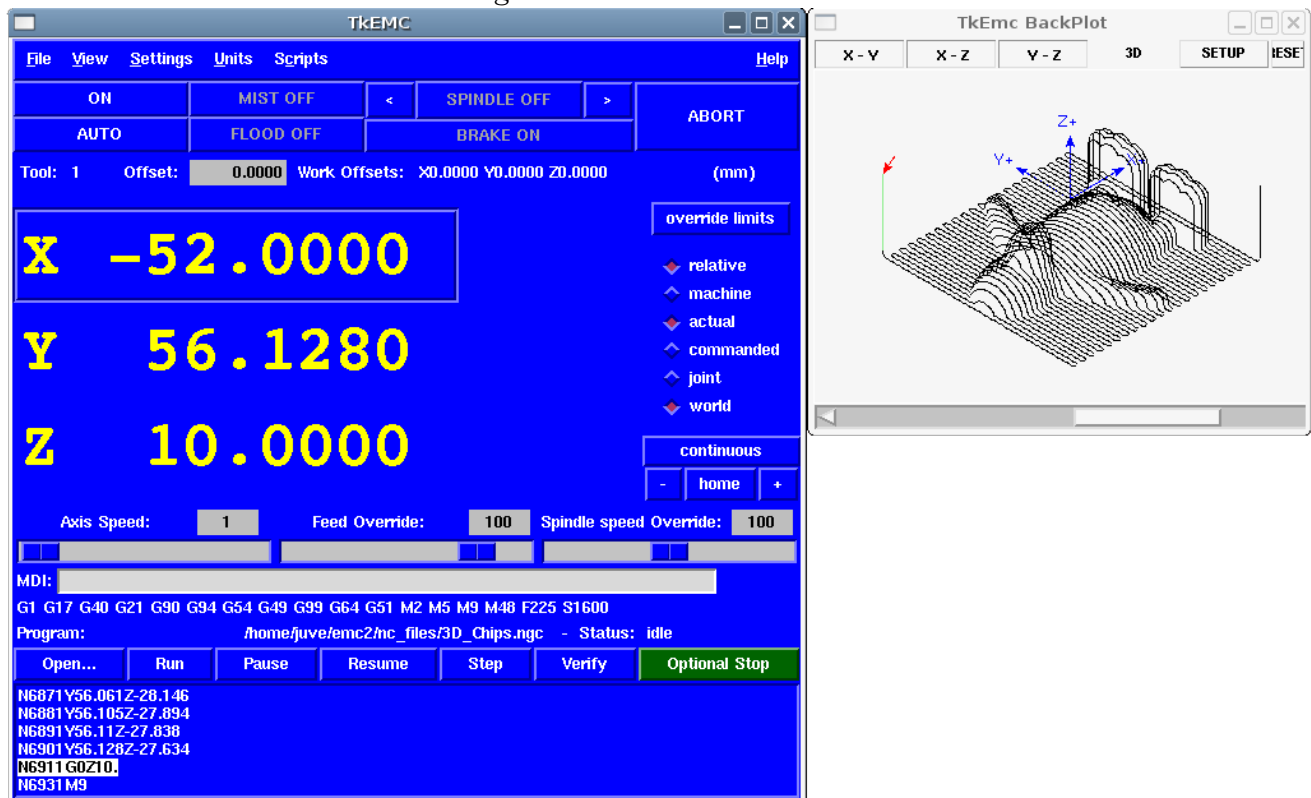 TkEMC
File View Settings Units Scripts Help
ON MIST OFF < SPINDLE OFF > ABORT
AUTO FLOOD OFF BRAKE ON
Tool: 1 Offset: 0.0000 Work Offsets: X0.0000 Y0.0000 Z0.0000 (mm)
override limits
X -52.0000
relative
machine
Y 56.1280
actual
commanded
joint
world
Z 10.0000
continuous
- home +
Axis Speed: 1 Feed Override: 100 Spindle speed Override: 100
MDI:
G1 G17 G40 G21 G90 G94 G54 G49 G99 G64 G51 M2 M5 M9 M48 F225 S1600
Program: /home/juve/emc2/nc_files/3D_Chips.ngc - Status: idle
Open... Run Pause Resume Step Verify Optional Stop
N6871Y56.061Z-28.146
N6881Y56.105Z-27.894
N6891Y56.11Z-27.838
N6901Y56.128Z-27.634
N6911G0Z10.
N6931M9
TkEmc BackPlot
X - Y X - Z Y - Z 3D SETUP
Z+
Y+ X+